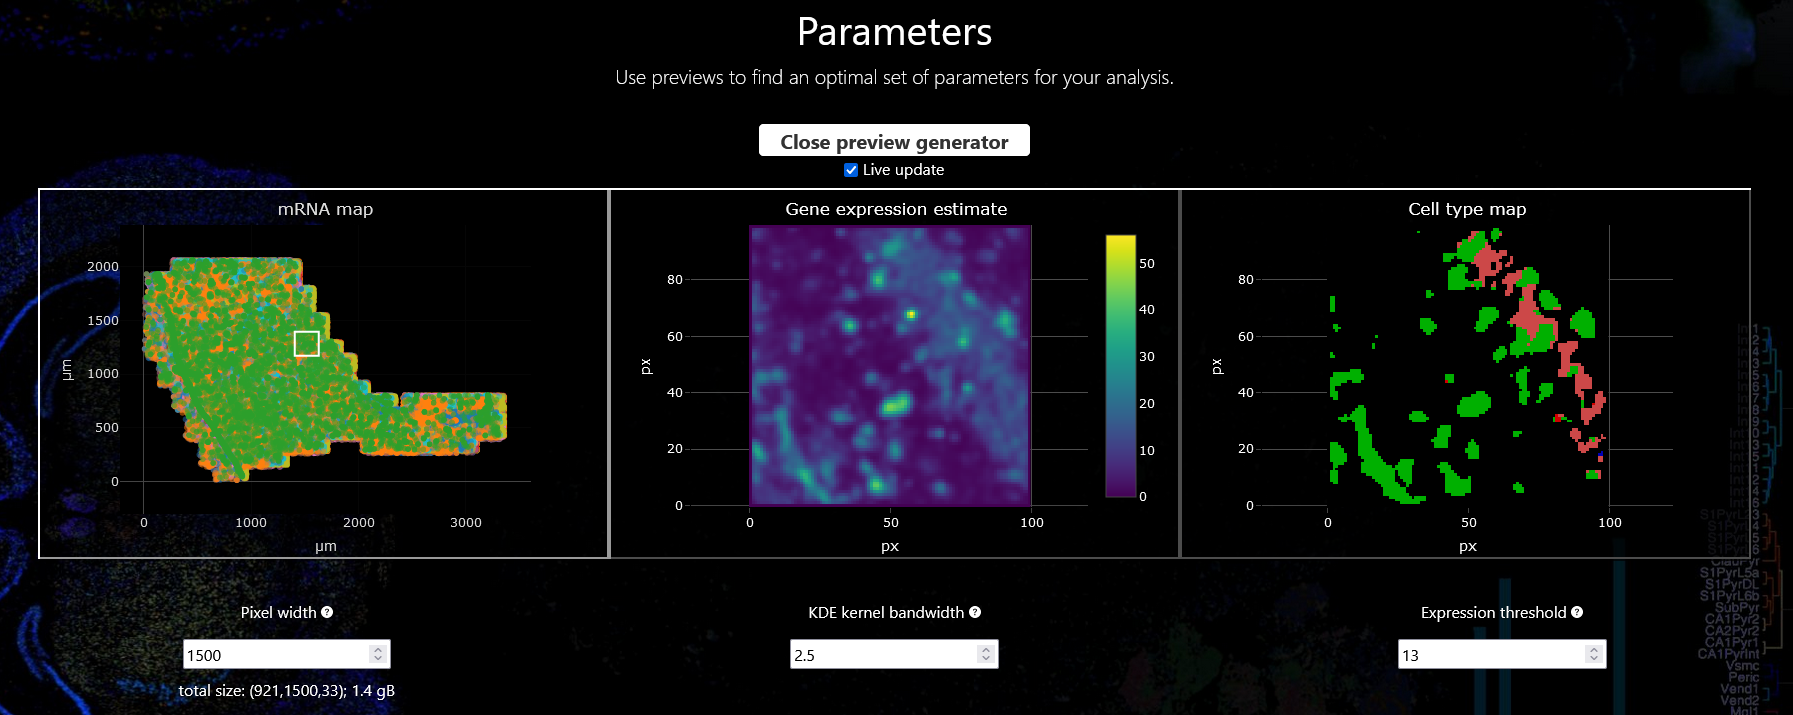 Parameters
Use previews to find an optimal set of parameters for your analysis.
Close preview generator
Live update
mRNA map
2000
1500
1000
500
0
μm
0 1000 2000 3000
μm
Gene expression estimate
80
60
40
20
0
px
0 50 100
px
50
40
30
20
10
0
Cell type map
80
60
40
20
0
px
0 50 100
px
Pixel width ?
1500
total size: (921,1500,33); 1.4 gB
KDE kernel bandwidth ?
2.5
Expression threshold ?
13
S1PyrL5a
S1PyrDL
S1PyrL6b
SubPyr
CA1Pyr2
CA2Pyr2
CA1Pyr1
CA1PyrInt
Vsmc
Peric
Vend1
Vend2